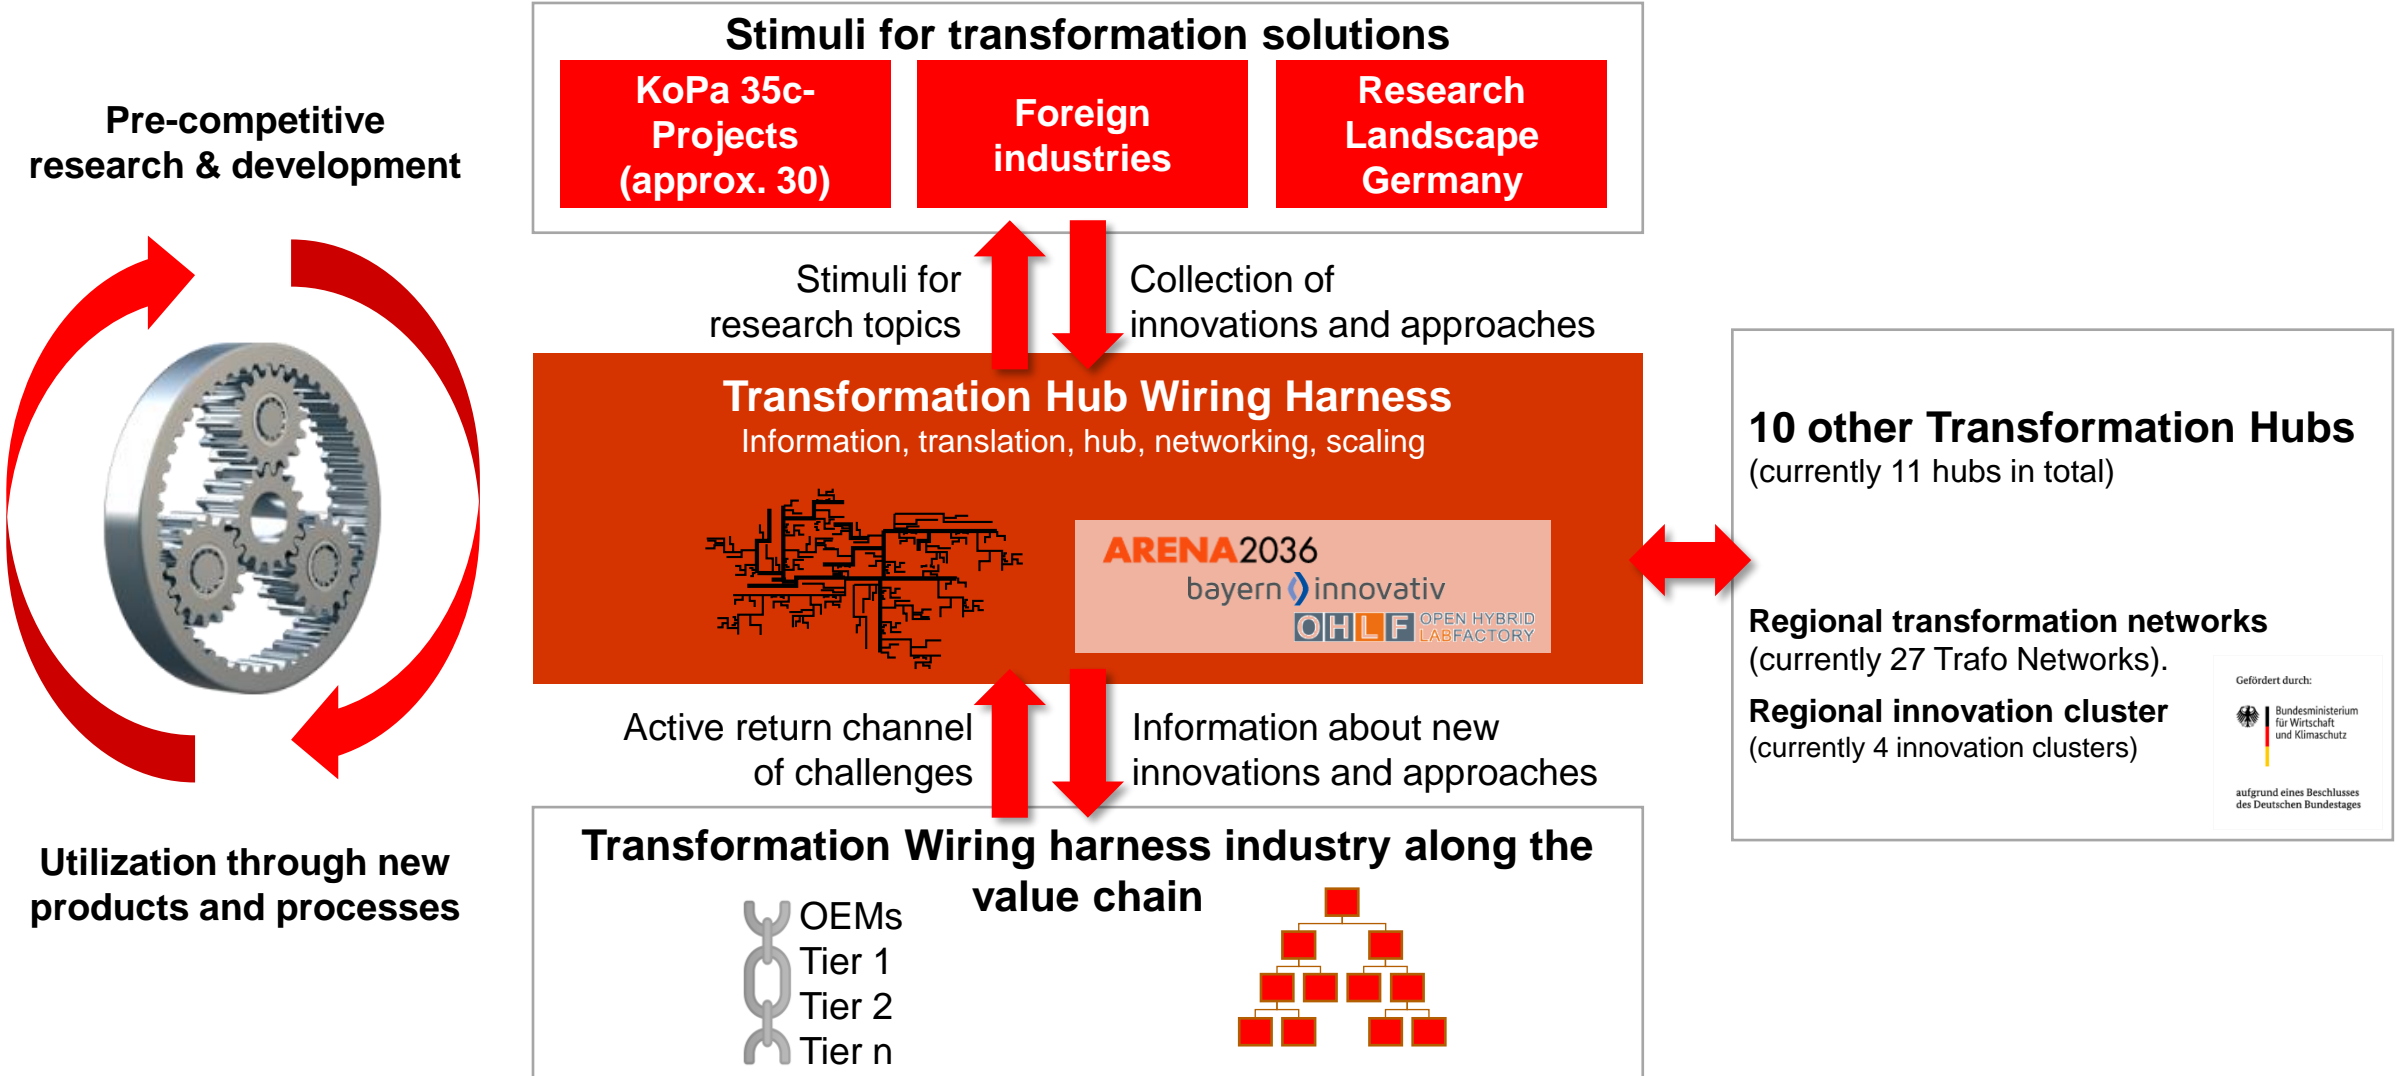 Stimuli for transformation solutions
KoPa 35c-
Projects
(approx. 30)
Foreign
industries
Research
Landscape
Germany
Pre-competitive
research & development
Stimuli for
research topics
Collection of
innovations and approaches
Transformation Hub Wiring Harness
Information, translation, hub, networking, scaling
ARENA2036
bayern innovativ
OHLF OPEN HYBRID
LABFACTORY
10 other Transformation Hubs
(currently 11 hubs in total)
Regional transformation networks
(currently 27 Trafo Networks).
Regional innovation cluster
(currently 4 innovation clusters)
Gefördert durch:
Bundesministerium
für Wirtschaft
und Klimaschutz
aufgrund eines Beschlusses
des Deutschen Bundestages
Active return channel
of challenges
Information about new
innovations and approaches
Utilization through new
products and processes
Transformation Wiring harness industry along the
value chain
OEMs
Tier 1
Tier 2
Tier n